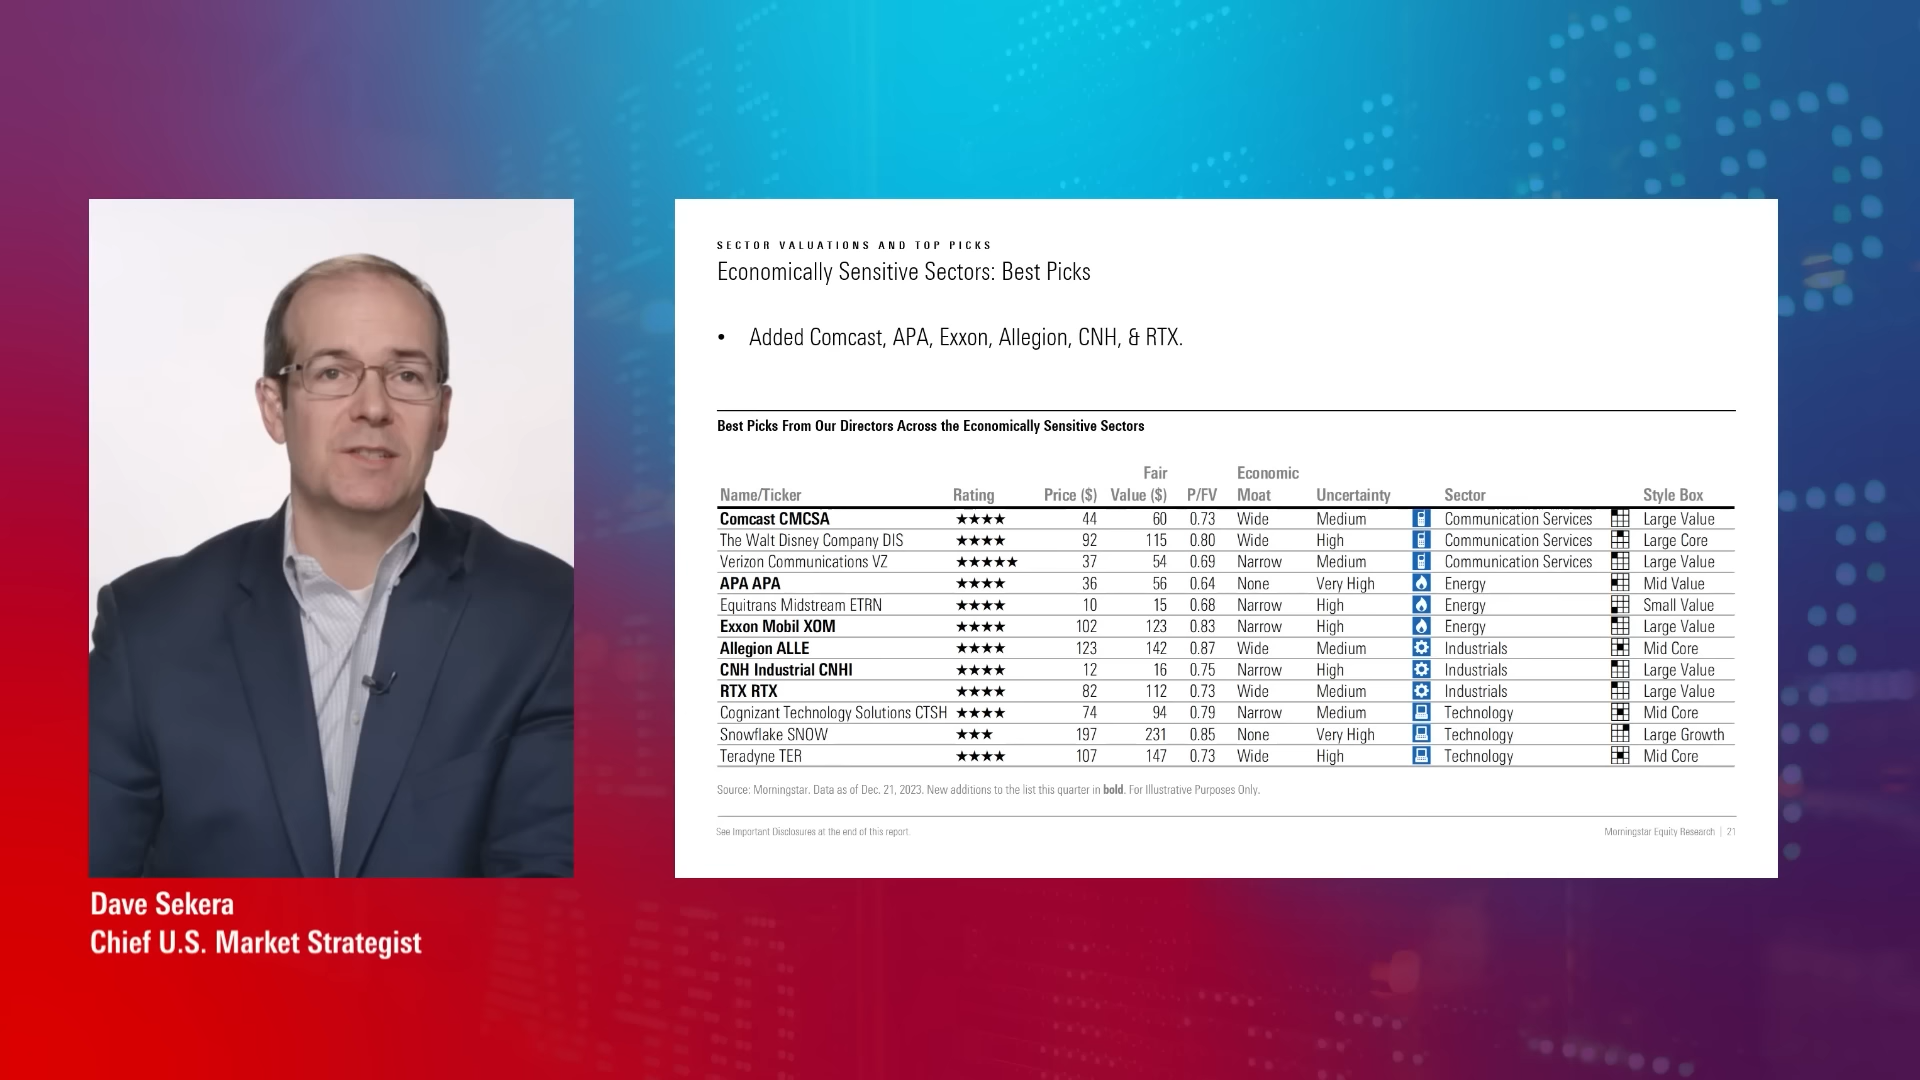 SECTOR VALUATIONS AND TOP PICKS
Economically Sensitive Sectors: Best Picks
• Added Comcast, APA, Exxon, Allegion, CNH, & RTX.
Best Picks From Our Directors Across the Economically Sensitive Sectors
Fair Economic
Name/Ticker Rating Price ($) Value ($) P/FV Moat Uncertainty Sector Style Box
Comcast CMCSA ★★★★ 44 60 0.73 Wide Medium Communication Services Large Value
The Walt Disney Company DIS ★★★★ 92 115 0.80 Wide High Communication Services Large Core
Verizon Communications VZ ★★★★★ 37 54 0.69 Narrow Medium Communication Services Large Value
APA APA ★★★★ 36 56 0.64 None Very High Energy Mid Value
Equitrans Midstream ETRN ★★★★ 10 15 0.68 Narrow High Energy Small Value
Exxon Mobil XOM ★★★★ 102 123 0.83 Narrow High Energy Large Value
Allegion ALLE ★★★★ 123 142 0.87 Wide Medium Industrials Mid Core
CNH Industrial CNHI ★★★★ 12 16 0.75 Narrow High Industrials Large Value
RTX RTX ★★★★ 82 112 0.73 Wide Medium Industrials Large Value
Cognizant Technology Solutions CTSH ★★★★ 74 94 0.79 Narrow Medium Technology Mid Core
Snowflake SNOW ★★★ 197 231 0.85 None Very High Technology Large Growth
Teradyne TER ★★★★ 107 147 0.73 Wide High Technology Mid Core
Source: Morningstar. Data as of Dec. 21, 2023. New additions to the list this quarter in bold. For Illustrative Purposes Only.
See Important Disclosures at the end of this report.
Morningstar Equity Research | 21
Dave Sekera
Chief U.S. Market Strategist